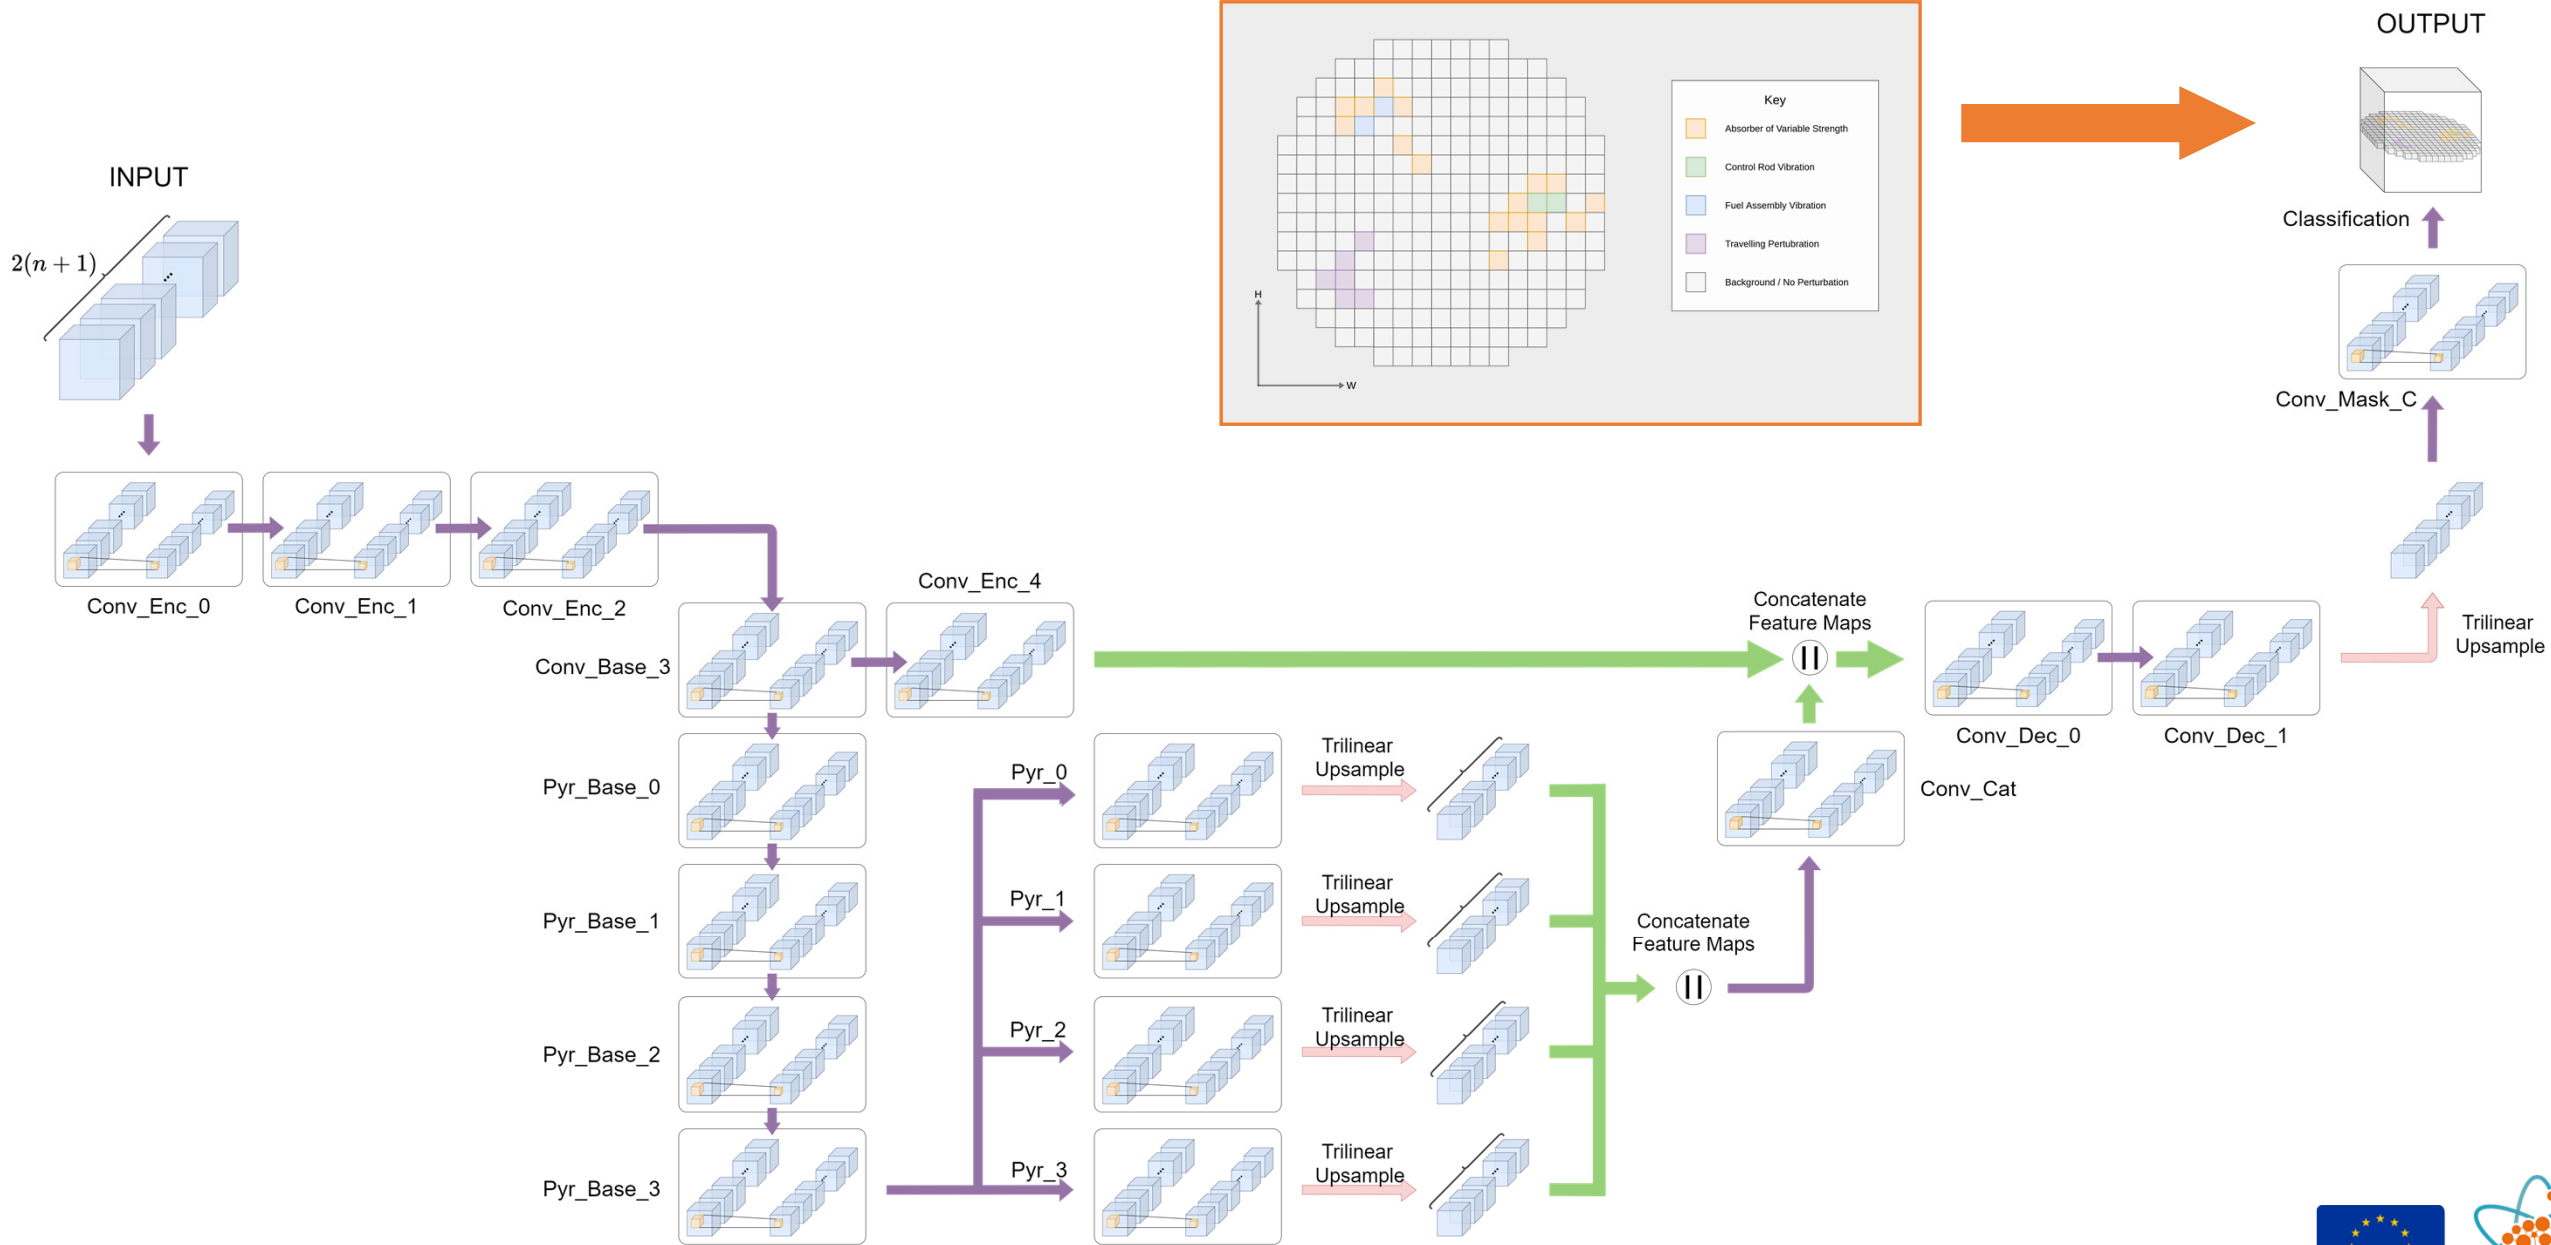 OUTPUT
Key
Absorber of Variable Strength
Control Rod Vibration
Fuel Assembly Vibration
Travelling Pertubration
Background / No Perturbation
H
W
INPUT
2(n + 1)
Classification
Conv_Mask_C
Conv_Enc_0
Conv_Enc_1
Conv_Enc_2
Conv_Enc_4
Conv_Base_3
Concatenate
Feature Maps
Trilinear
Upsample
Conv_Dec_0
Conv_Dec_1
Conv_Cat
Pyr_Base_0
Pyr_0
Trilinear
Upsample
Pyr_Base_1
Pyr_1
Trilinear
Upsample
Concatenate
Feature Maps
Pyr_Base_2
Pyr_2
Trilinear
Upsample
Pyr_Base_3
Pyr_3
Trilinear
Upsample